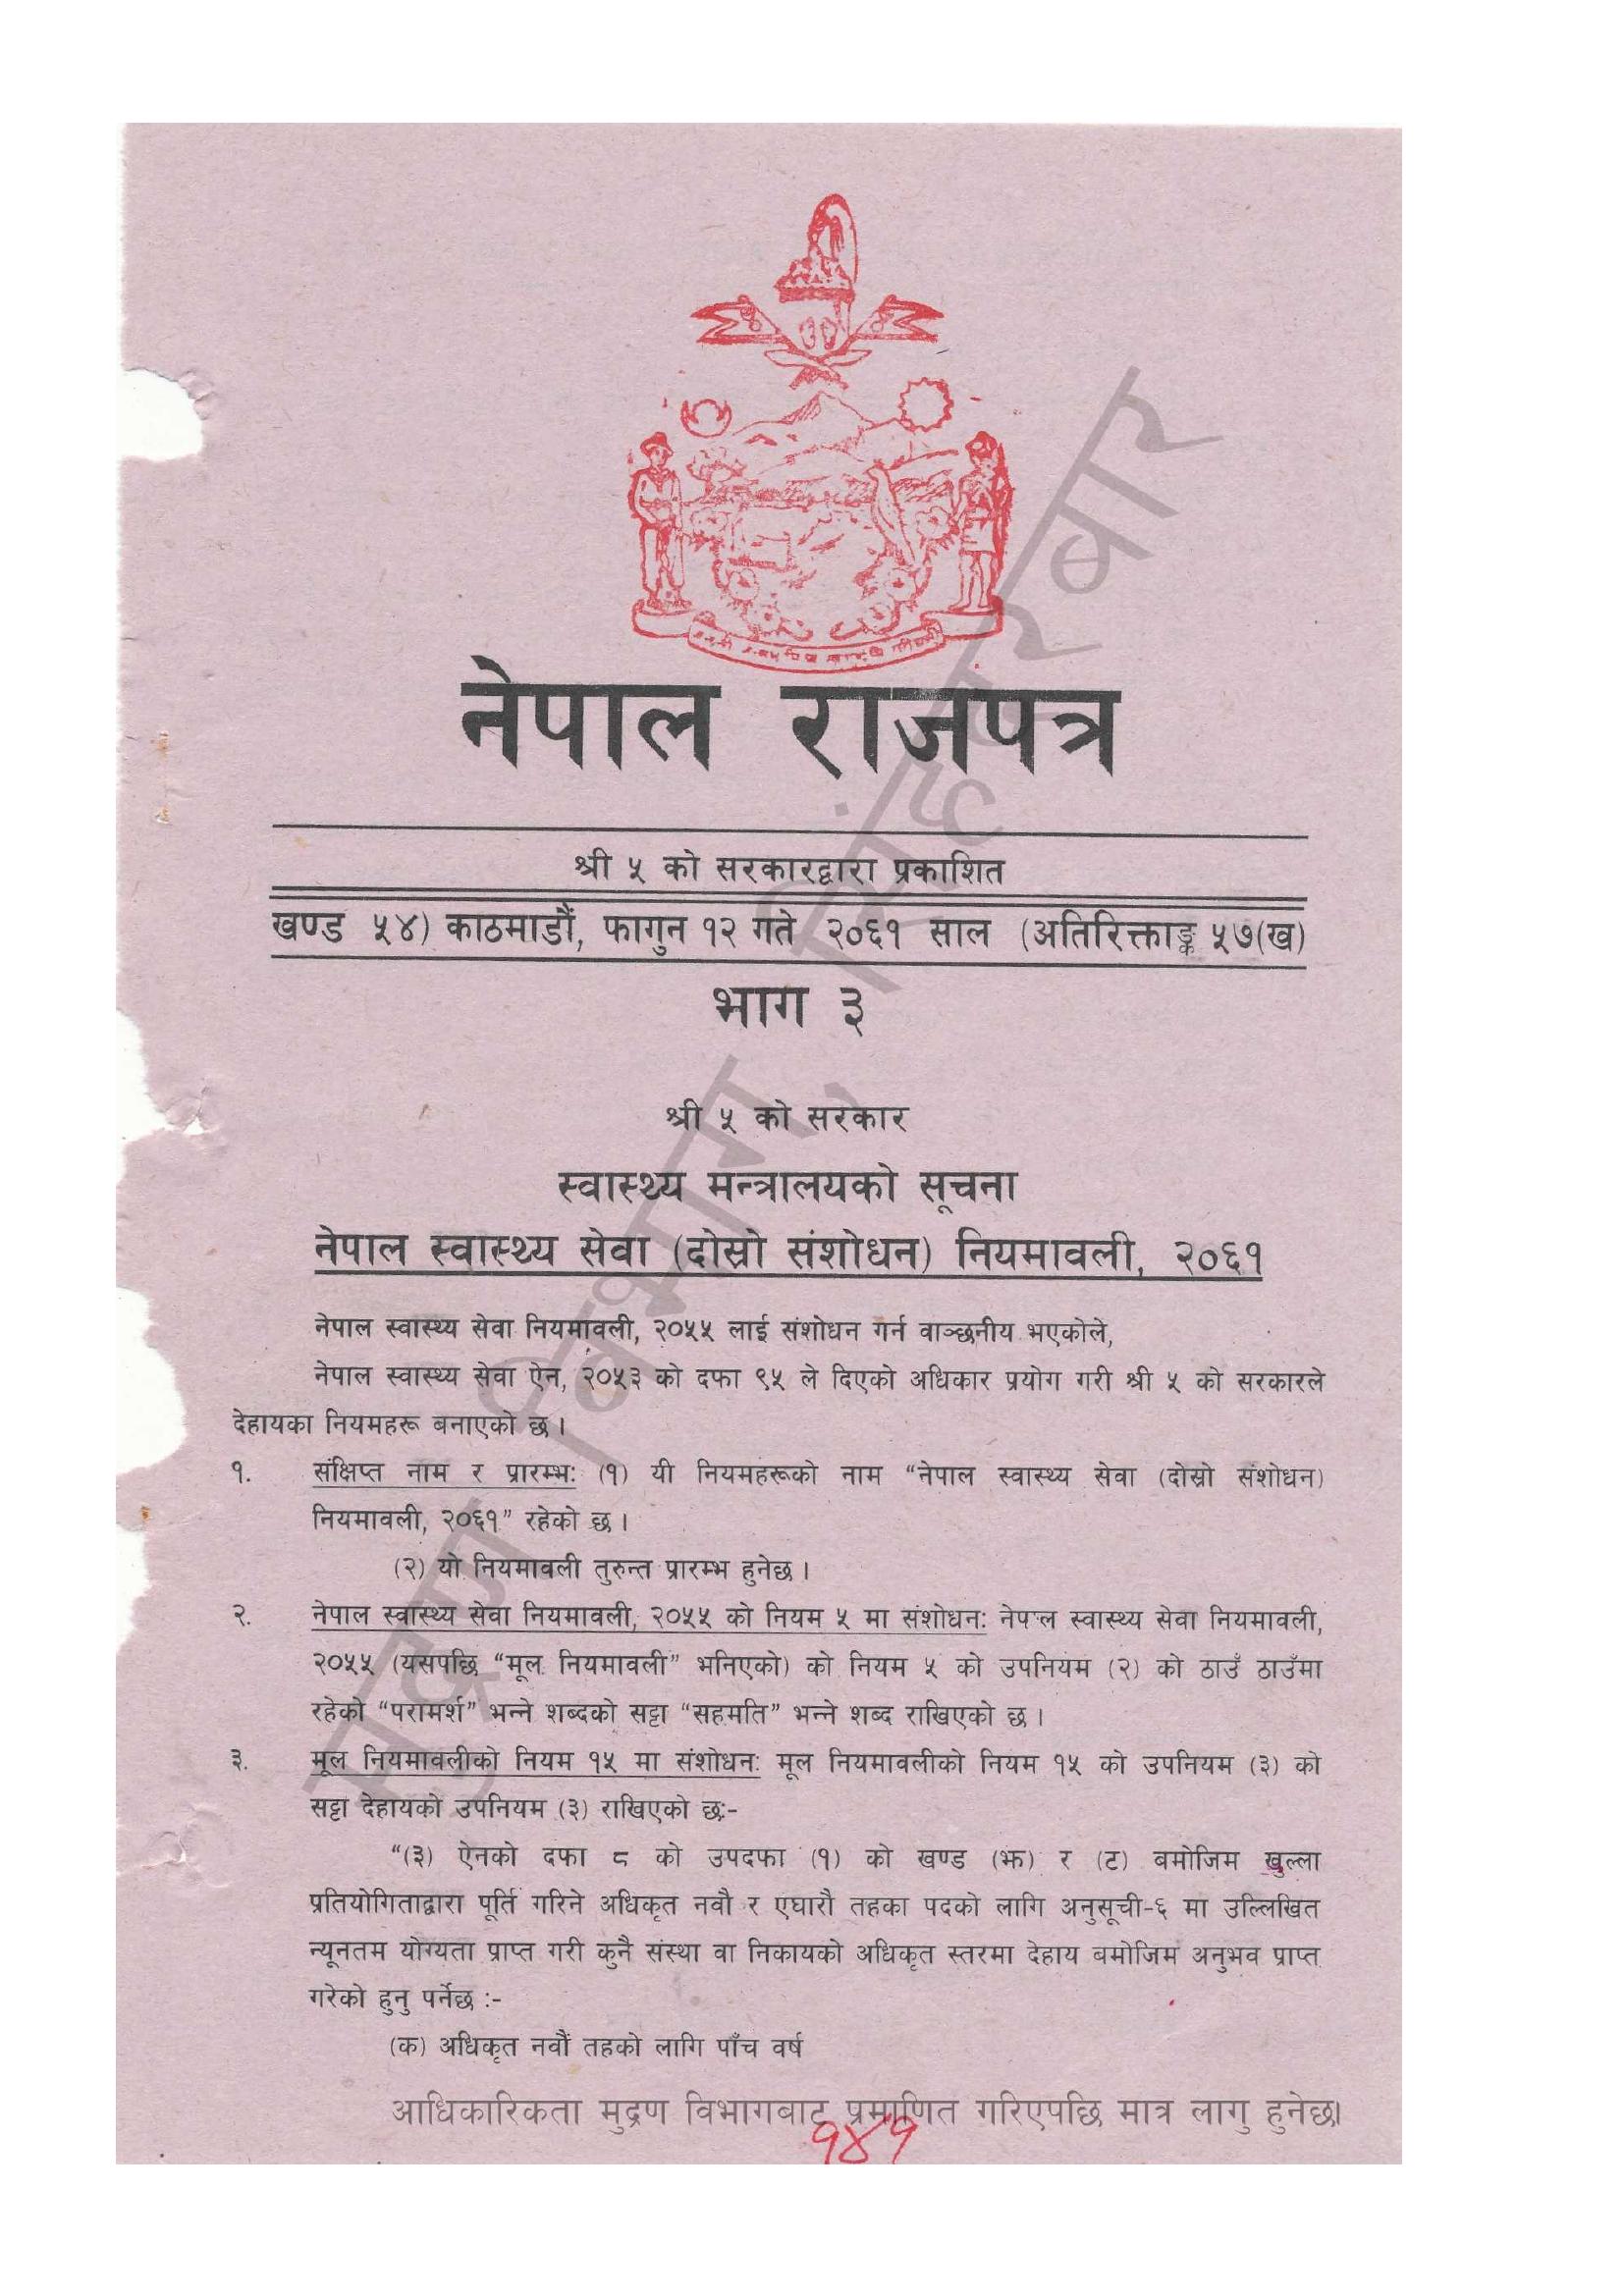 नेपाल राजपत्र
श्री ५ को सरकारद्वारा प्रकाशित
खण्ड ५४) काठमाडौं, फागुन १२ गते २०६१ साल (अतिरिक्ताङ्क ५७(ख)
भाग ३
श्री ५ को सरकार
स्वास्थ्य मन्त्रालयको सूचना
नेपाल स्वास्थ्य सेवा (दोस्रो संशोधन) नियमावली, २०६१
नेपाल स्वास्थ्य सेवा नियमावली, २०५५ लाई संशोधन गर्न वाञ्छनीय भएकोले,
नेपाल स्वास्थ्य सेवा ऐन, २०५३ को दफा ९५ ले दिएको अधिकार प्रयोग गरी श्री ५ को सरकारले
देहायका नियमहरू बनाएको छ ।
१. संक्षिप्त नाम र प्रारम्भः (१) यी नियमहरूको नाम “नेपाल स्वास्थ्य सेवा (दोस्रो संशोधन)
नियमावली, २०६१” रहेको छ ।
(२) यो नियमावली तुरुन्त प्रारम्भ हुनेछ ।
२. नेपाल स्वास्थ्य सेवा नियमावली, २०५५ को नियम ५ मा संशोधनः नेपाल स्वास्थ्य सेवा नियमावली,
२०५५ (यसपछि “मूल नियमावली” भनिएको) को नियम ५ को उपनियम (२) को ठाउँ ठाउँमा
रहेको “परामर्श” भन्ने शब्दको सट्टा “सहमति” भन्ने शब्द राखिएको छ ।
३. मूल नियमावलीको नियम १५ मा संशोधनः मूल नियमावलीको नियम १५ को उपनियम (३) को
सट्टा देहायको उपनियम (३) राखिएको छः-
“(३) ऐनको दफा ८ को उपदफा (१) को खण्ड (झ) र (ट) बमोजिम खुल्ला
प्रतियोगिताद्वारा पूर्ति गरिने अधिकृत नवौ र एघारौ तहका पदको लागि अनुसूची-६ मा उल्लिखित
न्यूनतम योग्यता प्राप्त गरी कुनै संस्था वा निकायको अधिकृत स्तरमा देहाय बमोजिम अनुभव प्राप्त
गरेको हुनु पर्नेछ :-
(क) अधिकृत नवौं तहको लागि पाँच वर्ष
आधिकारिकता मुद्रण विभागबाट प्रमाणित गरिएपछि मात्र लागु हुनेछ।
१४१
मुद्रण विभाग, सिंहदरवार